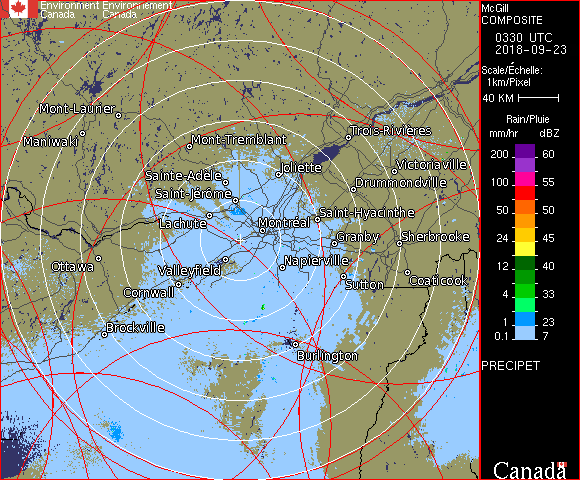 Environment Environnement
Canada Canada
McGill
COMPOSITE
0330 UTC
2018-09-23
Scale/Échelle:
1km/Pixel
40 KM
Rain/Pluie
mm/hr dBZ
200 60
100 55
50 50
24 45
12 40
4 33
1 23
0.1 7
PRECIPET
Canada
Mont-Laurier
Maniwaki
Mont-Tremblant
Trois-Rivières
Joliette
Victoriaville
Sainte-Adèle
Drummondville
Saint-Jérôme
Saint-Hyacinthe
Lachute
Montréal
Granby
Sherbrooke
Ottawa
Valleyfield
Napierville
Coaticook
Cornwall
Sutton
Brockville
Burlington